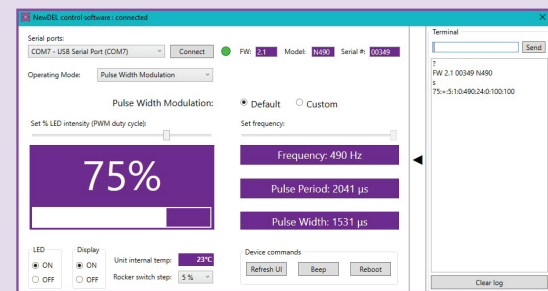 NewDEL control software : connected
Serial ports:
COM7 - USB Serial Port (COM7)
Connect
FW: 2.1 Model: N490 Serial #: 00349
Operating Mode: Pulse Width Modulation
Pulse Width Modulation: Default Custom
Set % LED intensity (PWM duty cycle):
75%
Set frequency:
Frequency: 490 Hz
Pulse Period: 2041 µs
Pulse Width: 1531 µs
LED
ON
OFF
Display
ON
OFF
Unit internal temp: 23°C
Rocker switch step: 5 %
Device commands
Refresh UI Beep Reboot
Terminal
Send
?
FW 2.1 00349 N490
s
75:+:5:1:0:490:24:0:100:100
Clear log